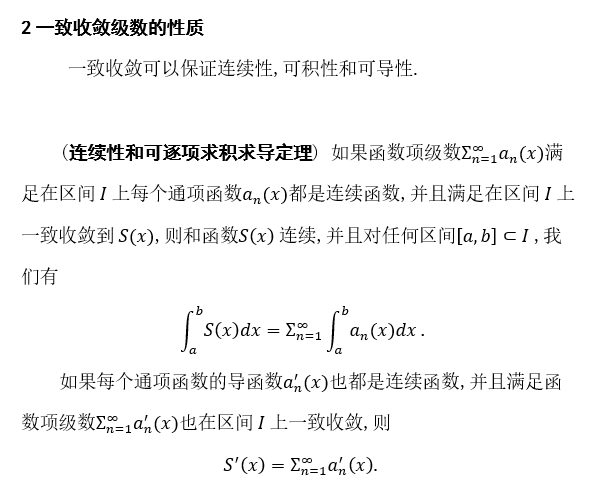 2 一致收敛级数的性质
一致收敛可以保证连续性,可积性和可导性.
(连续性和可逐项求积求导定理) 如果函数项级数Σ_{n=1}^{∞}a_n(x)满
足在区间 I 上每个通项函数a_n(x)都是连续函数,并且满足在区间 I 上
一致收敛到 S(x),则和函数S(x) 连续,并且对任何区间[a,b] ⊂ I ,我
们有
∫_a^b S(x)dx = Σ_{n=1}^{∞} ∫_a^b a_n(x)dx .
如果每个通项函数的导函数a'_n(x)也都是连续函数,并且满足函
数项级数Σ_{n=1}^{∞}a'_n(x)也在区间 I 上一致收敛,则
S'(x) = Σ_{n=1}^{∞}a'_n(x).